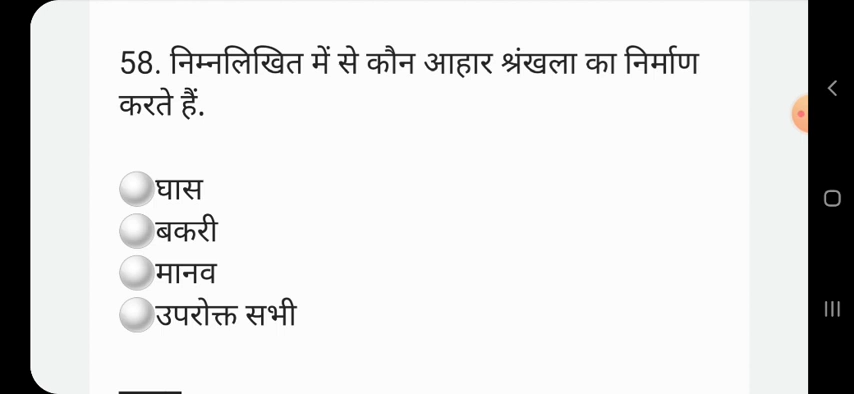 58. निम्नलिखित में से कौन आहार श्रंखला का निर्माण
करते हैं.
घास
बकरी
मानव
उपरोक्त सभी